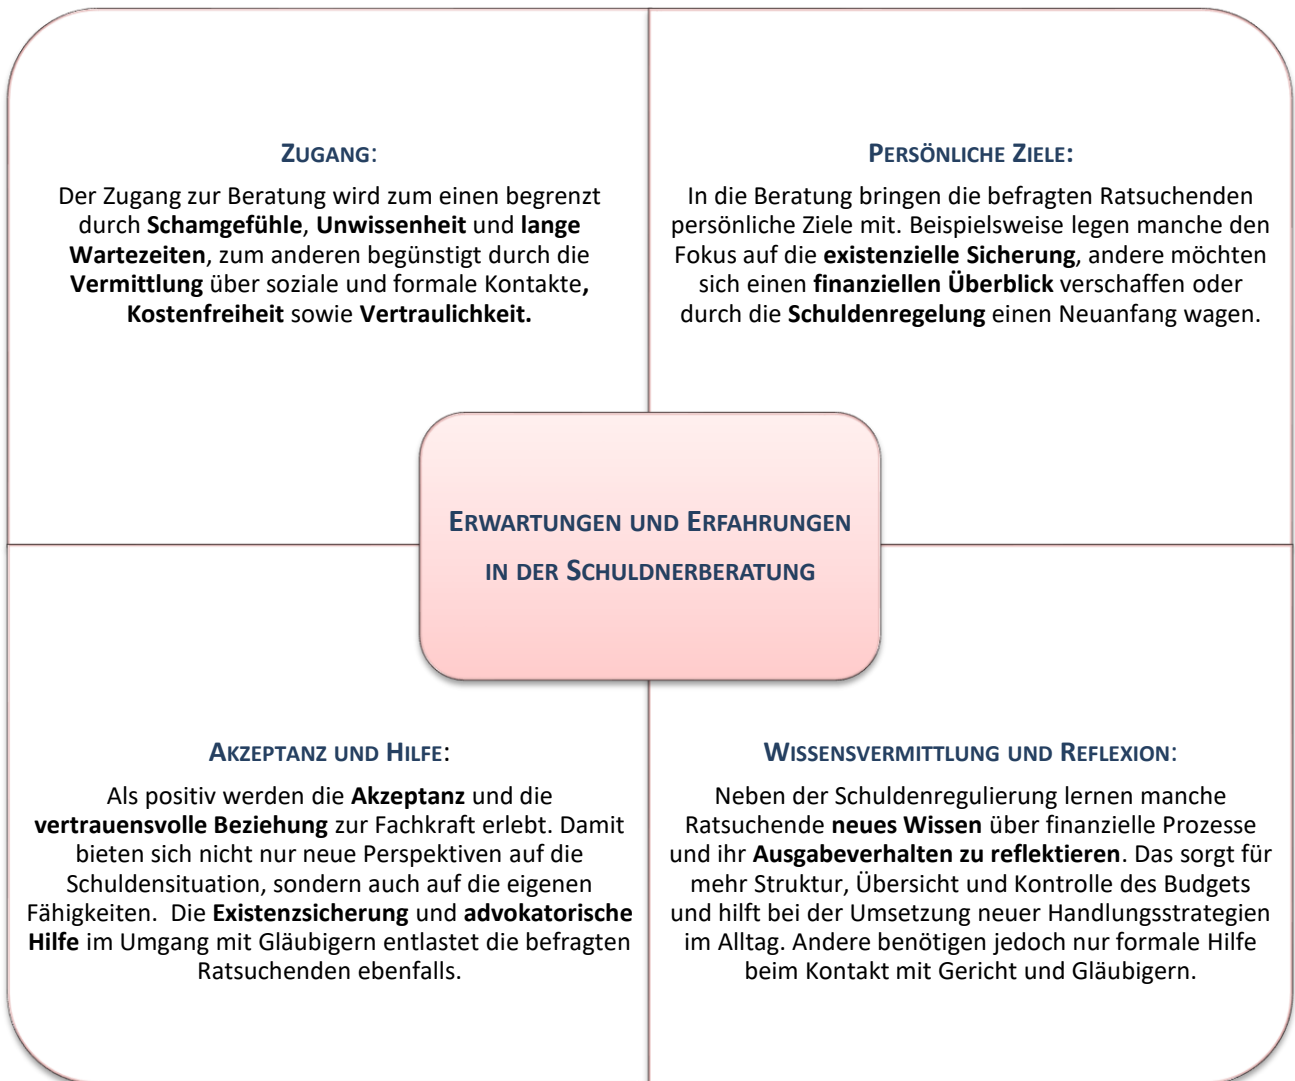 ZUGANG:
Der Zugang zur Beratung wird zum einen begrenzt
durch Schamgefühle, Unwissenheit und lange
Wartezeiten, zum anderen begünstigt durch die
Vermittlung über soziale und formale Kontakte,
Kostenfreiheit sowie Vertraulichkeit.
PERSÖNLICHE ZIELE:
In die Beratung bringen die befragten Ratsuchenden
persönliche Ziele mit. Beispielsweise legen manche den
Fokus auf die existenzielle Sicherung, andere möchten
sich einen finanziellen Überblick verschaffen oder
durch die Schuldenregelung einen Neuanfang wagen.
ERWARTUNGEN UND ERFAHRUNGEN
IN DER SCHULDNERBERATUNG
AKZEPTANZ UND HILFE:
Als positiv werden die Akzeptanz und die
vertrauensvolle Beziehung zur Fachkraft erlebt. Damit
bieten sich nicht nur neue Perspektiven auf die
Schuldensituation, sondern auch auf die eigenen
Fähigkeiten. Die Existenzsicherung und advokatorische
Hilfe im Umgang mit Gläubigern entlastet die befragten
Ratsuchenden ebenfalls.
WISSENSVERMITTLUNG UND REFLEXION:
Neben der Schuldenregulierung lernen manche
Ratsuchende neues Wissen über finanzielle Prozesse
und ihr Ausgabeverhalten zu reflektieren. Das sorgt für
mehr Struktur, Übersicht und Kontrolle des Budgets
und hilft bei der Umsetzung neuer Handlungsstrategien
im Alltag. Andere benötigen jedoch nur formale Hilfe
beim Kontakt mit Gericht und Gläubigern.